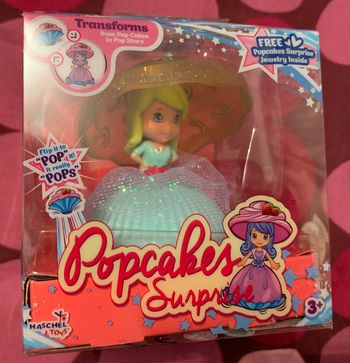 Transforms
from Pop Cakes
to Pop Stars
FREE
Popcakes Surprise
Jewelry Inside
Flip it to
"POP" it!
It really
"POPS"
Popcakes
Surprise
HASCHEL
TOYS
3+